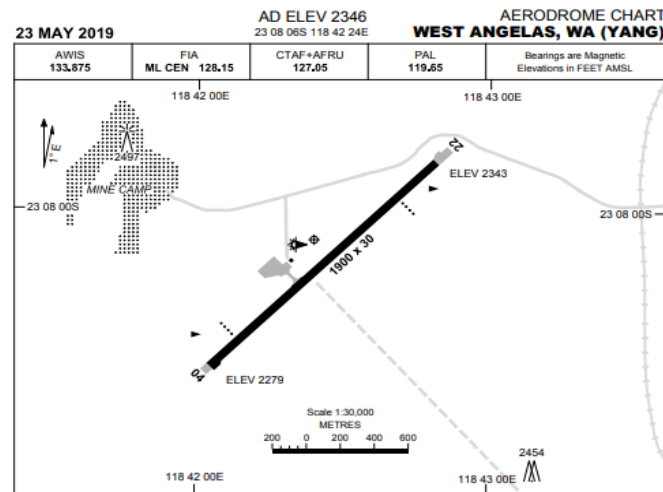 AD ELEV 2346
AERODROME CHART
23 MAY 2019
23 08 06S 118 42 24E
WEST ANGELAS, WA (YANG)
AWIS
133.875
FIA
ML CEN 128.15
CTAF+AFRU
127.05
PAL
119.65
Bearings are Magnetic
Elevations in FEET AMSL
118 42 00E
118 43 00E
1° E
2497
MINE CAMP
22
ELEV 2343
23 08 00S
23 08 00S
1900 x 30
04
ELEV 2279
Scale 1:30,000
METRES
200 0 200 400 600
2454
118 42 00E
118 43 00E